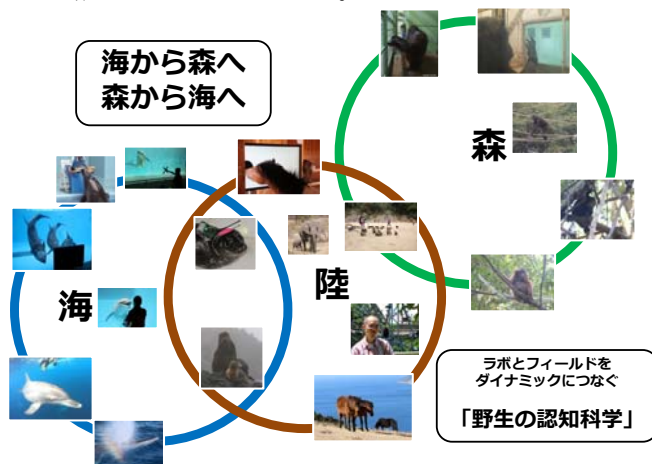 海から森へ
森から海へ
森
陸
海
ラボとフィールドを
ダイナミックにつなぐ
「野生の認知科学」